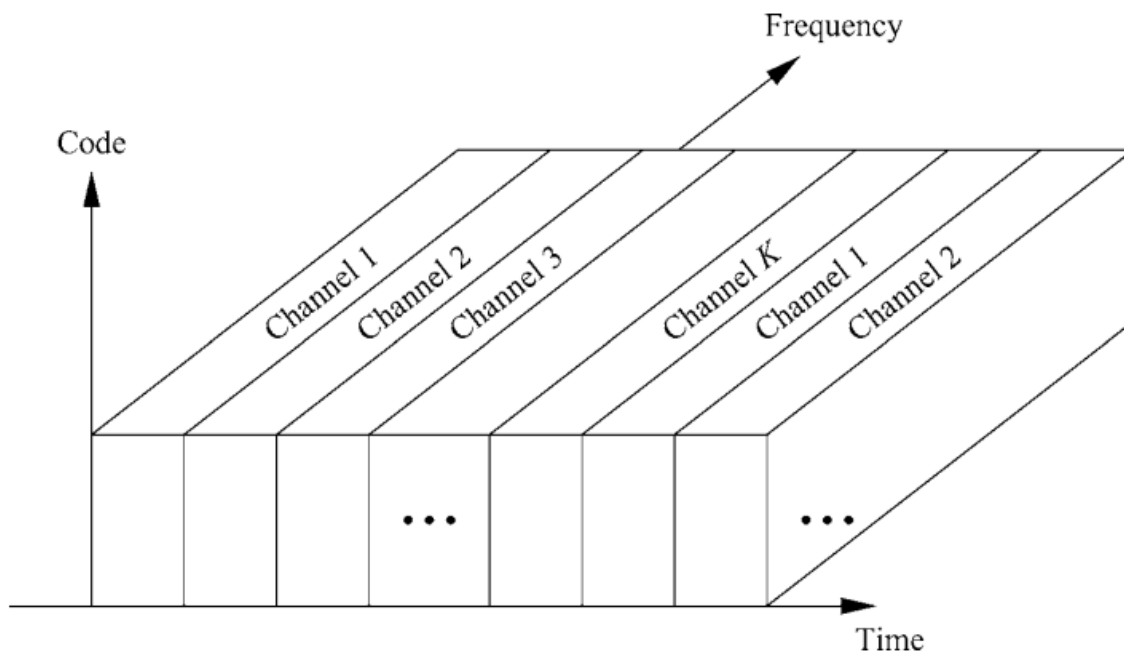 Frequency
Code
Channel 1
Channel 2
Channel 3
Channel K
Channel 1
Channel 2
...
...
Time